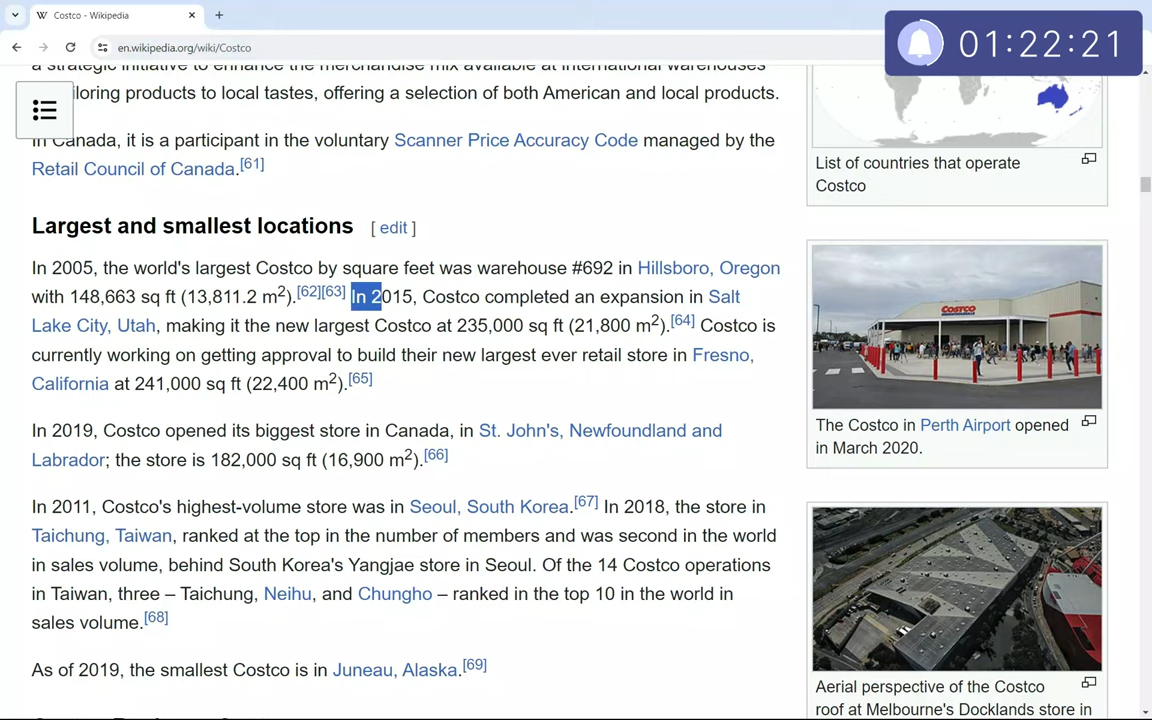 Costco - Wikipedia
en.wikipedia.org/wiki/Costco
01:22:21
a strategic initiative to enhance the merchandise mix available at international warehouses
iloring products to local tastes, offering a selection of both American and local products.
In Canada, it is a participant in the voluntary Scanner Price Accuracy Code managed by the
Retail Council of Canada.[61]
Largest and smallest locations [ edit ]
In 2005, the world's largest Costco by square feet was warehouse #692 in Hillsboro, Oregon
with 148,663 sq ft (13,811.2 m2).[62][63] In 2015, Costco completed an expansion in Salt
Lake City, Utah, making it the new largest Costco at 235,000 sq ft (21,800 m2).[64] Costco is
currently working on getting approval to build their new largest ever retail store in Fresno,
California at 241,000 sq ft (22,400 m2).[65]
In 2019, Costco opened its biggest store in Canada, in St. John's, Newfoundland and
Labrador; the store is 182,000 sq ft (16,900 m2).[66]
In 2011, Costco's highest-volume store was in Seoul, South Korea.[67] In 2018, the store in
Taichung, Taiwan, ranked at the top in the number of members and was second in the world
in sales volume, behind South Korea's Yangjae store in Seoul. Of the 14 Costco operations
in Taiwan, three – Taichung, Neihu, and Chungho – ranked in the top 10 in the world in
sales volume.[68]
As of 2019, the smallest Costco is in Juneau, Alaska.[69]
List of countries that operate
Costco
COSTCO
The Costco in Perth Airport opened
in March 2020.
Aerial perspective of the Costco
roof at Melbourne's Docklands store in